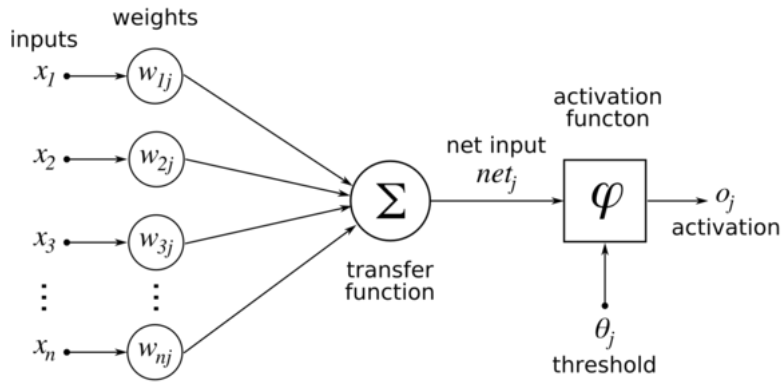 weights
inputs
x₁
w₁ⱼ
activation
functon
x₂
w₂ⱼ
net input
netⱼ
Σ
φ
oⱼ
activation
x₃
w₃ⱼ
transfer
function
⋮
⋮
θⱼ
threshold
xₙ
wₙⱼ